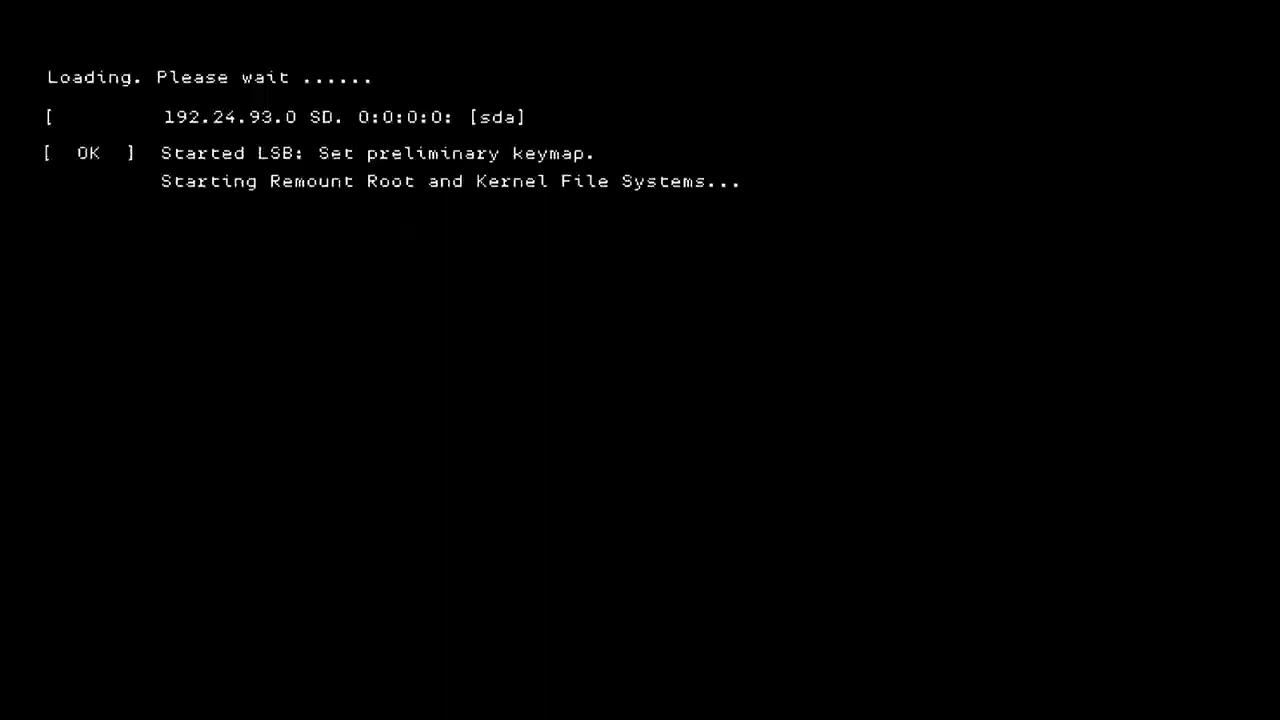 Loading. Please wait ......
[ 192.24.93.0 SD. 0:0:0:0: [sda]
[ OK ] Started LSB: Set preliminary keymap.
Starting Remount Root and Kernel File Systems...